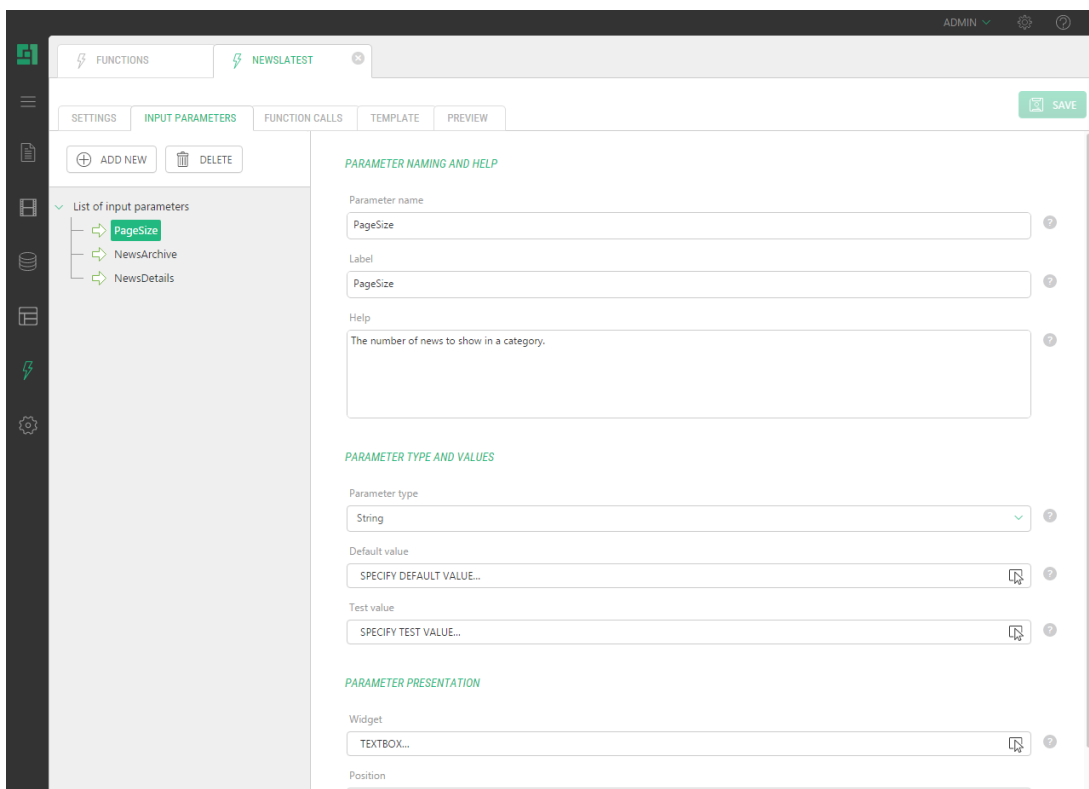 ADMIN
FUNCTIONS
NEWSLATEST
SAVE
SETTINGS
INPUT PARAMETERS
FUNCTION CALLS
TEMPLATE
PREVIEW
ADD NEW
DELETE
List of input parameters
PageSize
NewsArchive
NewsDetails
PARAMETER NAMING AND HELP
Parameter name
PageSize
Label
PageSize
Help
The number of news to show in a category.
PARAMETER TYPE AND VALUES
Parameter type
String
Default value
SPECIFY DEFAULT VALUE...
Test value
SPECIFY TEST VALUE...
PARAMETER PRESENTATION
Widget
TEXTBOX...
Position